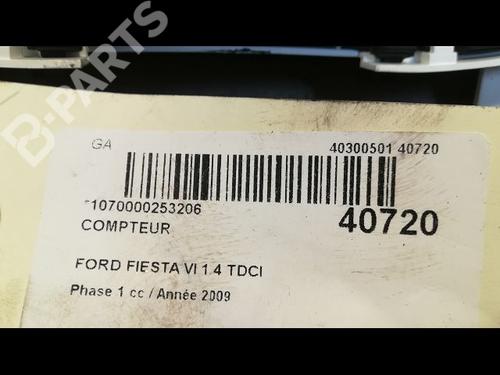 B-PARTS
GA
40300501 40720
*1070000253206
40720
COMPTEUR
FORD FIESTA VI 1.4 TDCI
Phase 1 cc / Année 2009